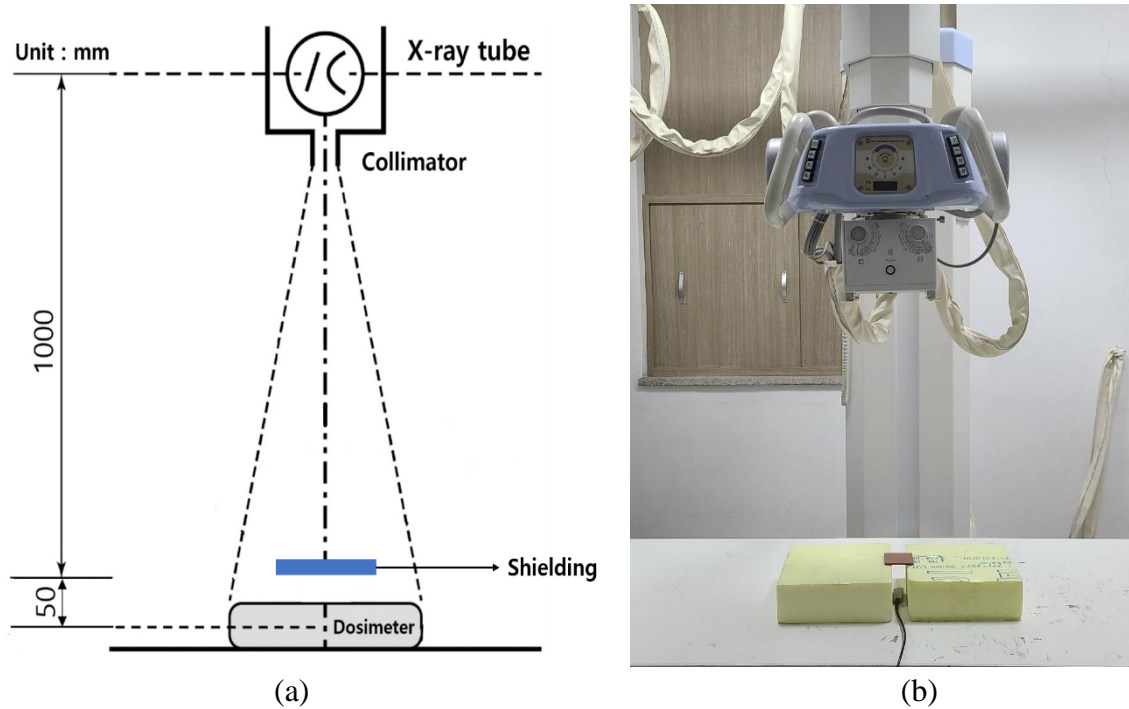 Unit : mm
X-ray tube
Collimator
1000
Shielding
50
Dosimeter
(a)
(b)